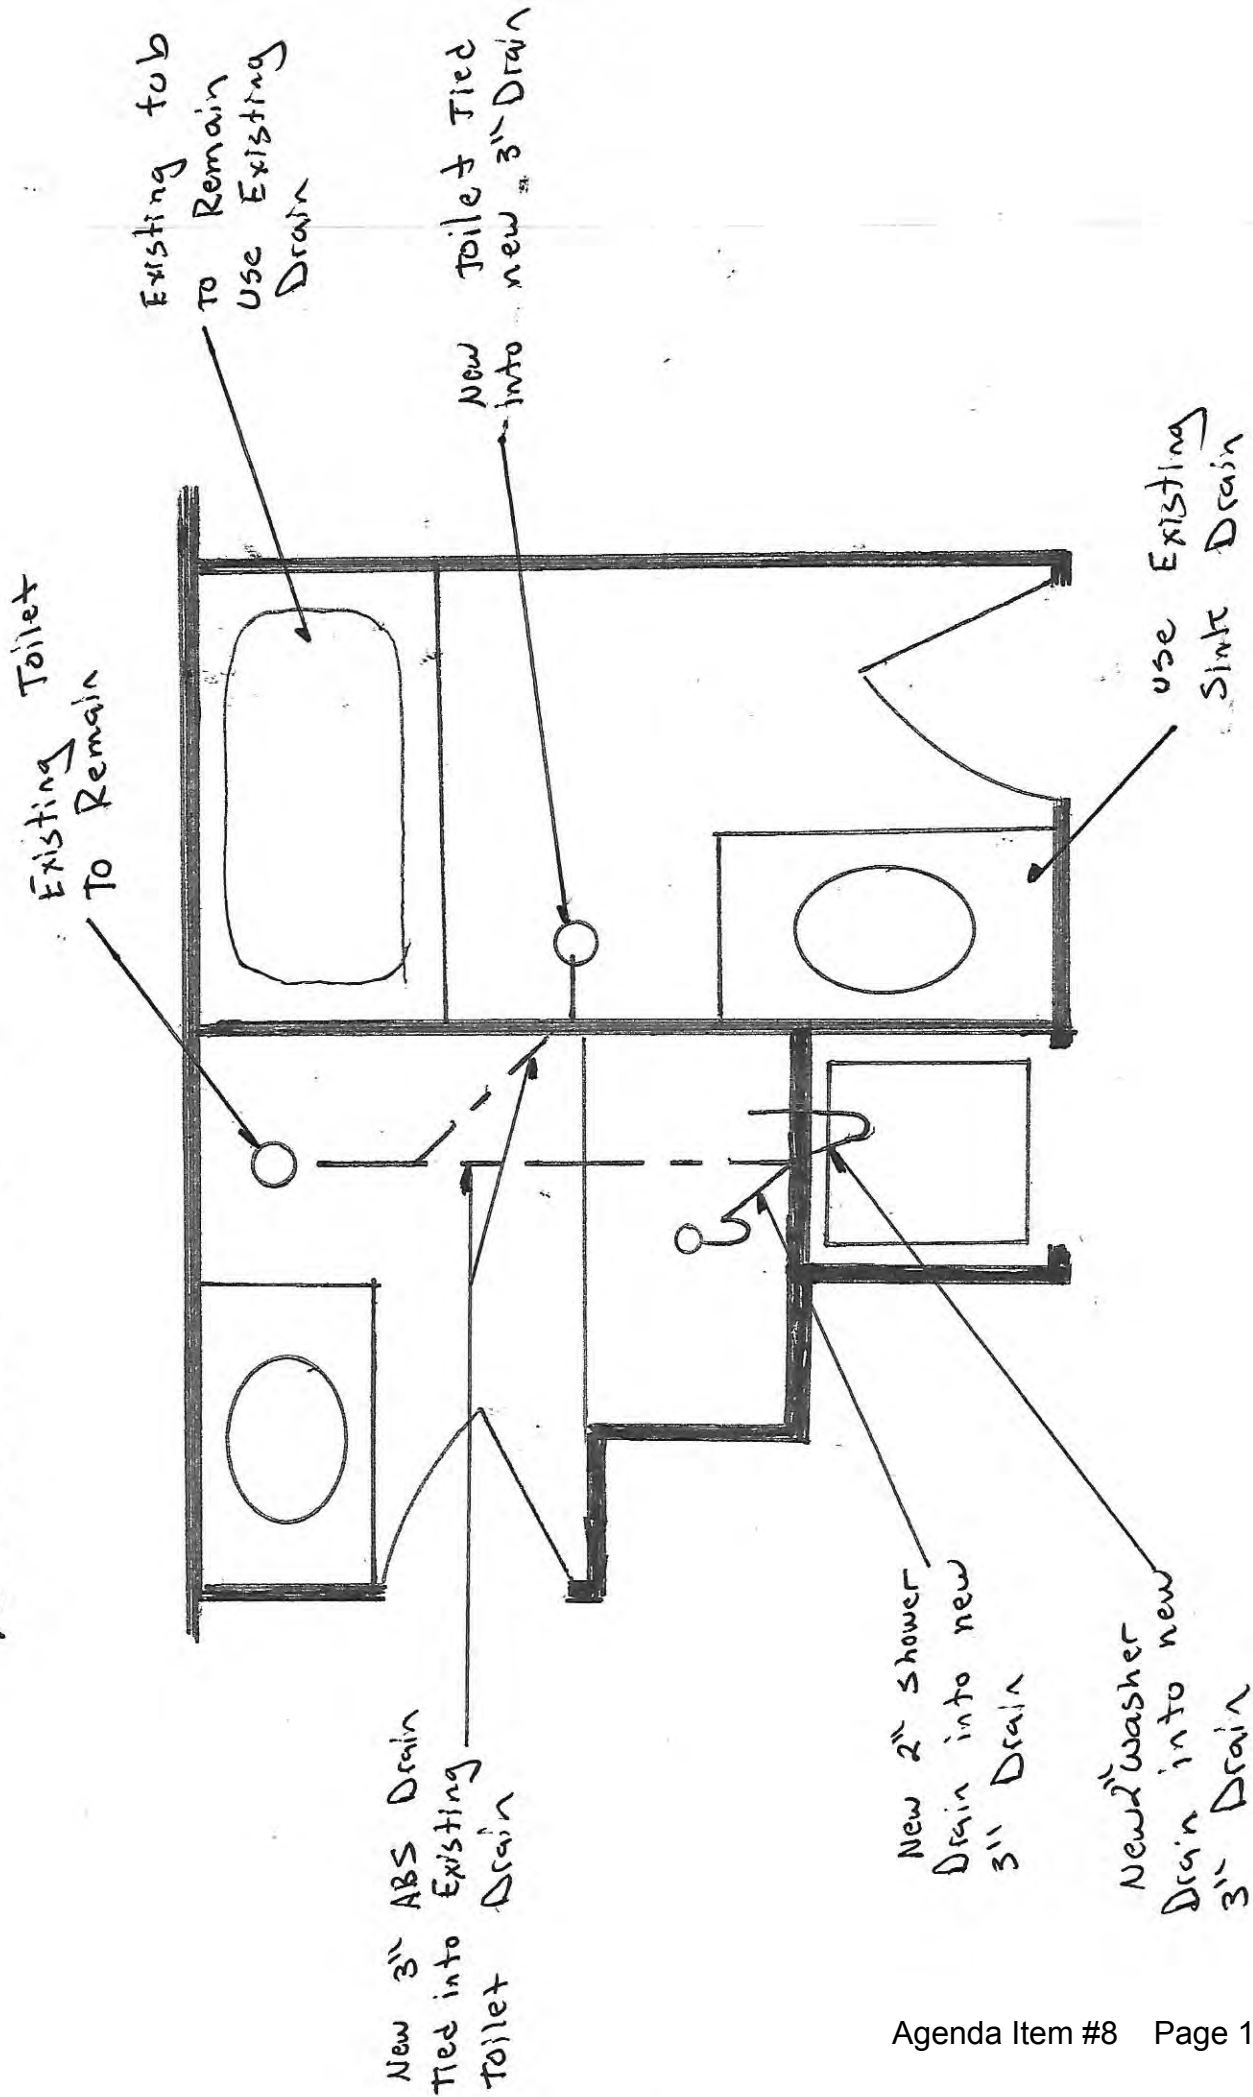 Existing Toilet
To Remain
Existing tub
To Remain
Use Existing
Drain
New Toilet Tied
into new 3" Drain
Use Existing
Sink Drain
New 3" ABS Drain
Tied into Existing
Toilet Drain
New 2" shower
Drain into new
3" Drain
New 2" washer
Drain into new
3" Drain
Agenda Item #8 Page 1